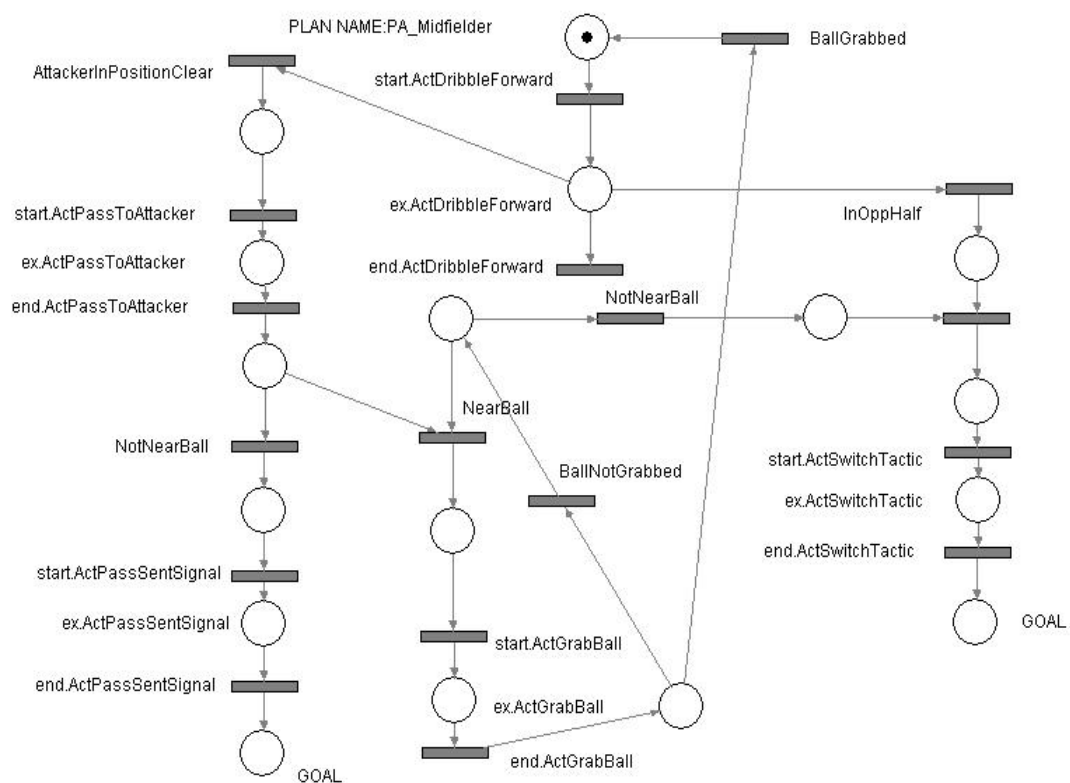 PLAN NAME:PA_Midfielder
BallGrabbed
AttackerInPositionClear
start.ActDribbleForward
ex.ActDribbleForward
InOppHalf
start.ActPassToAttacker
ex.ActPassToAttacker
end.ActDribbleForward
end.ActPassToAttacker
NotNearBall
NearBall
NotNearBall
BallNotGrabbed
start.ActSwitchTactic
ex.ActSwitchTactic
end.ActSwitchTactic
start.ActPassSentSignal
ex.ActPassSentSignal
start.ActGrabBall
GOAL
end.ActPassSentSignal
ex.ActGrabBall
end.ActGrabBall
GOAL